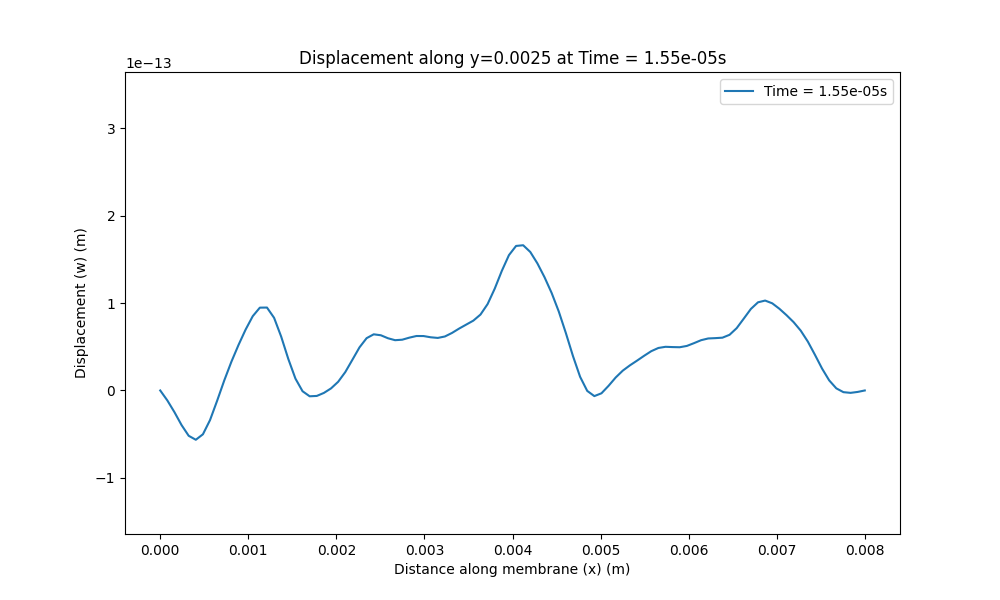 Displacement along y=0.0025 at Time = 1.55e-05s
1e−13
Time = 1.55e-05s
3
2
1
0
−1
Displacement (w) (m)
0.000 0.001 0.002 0.003 0.004 0.005 0.006 0.007 0.008
Distance along membrane (x) (m)